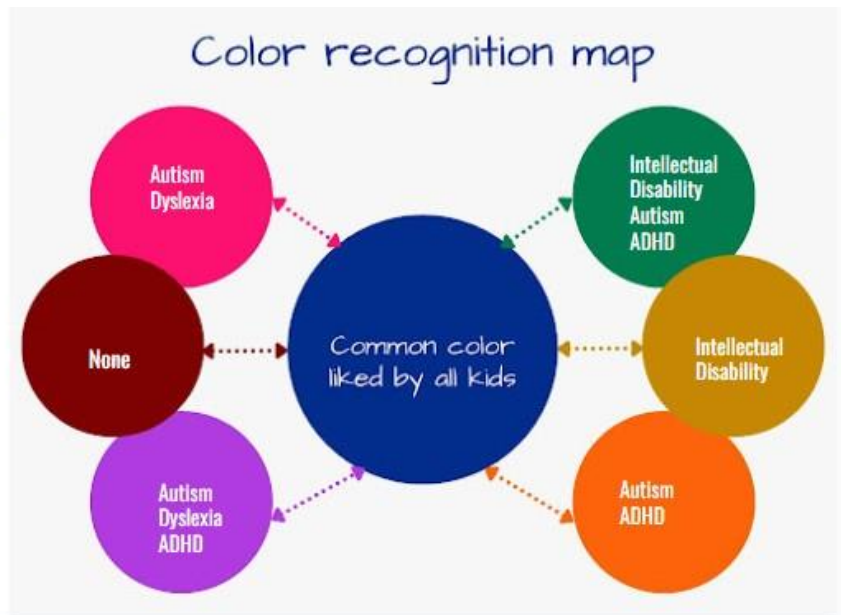 Color recognition map
Autism
Dyslexia
Intellectual
Disability
Autism
ADHD
None
Common color
liked by all kids
Intellectual
Disability
Autism
Dyslexia
ADHD
Autism
ADHD